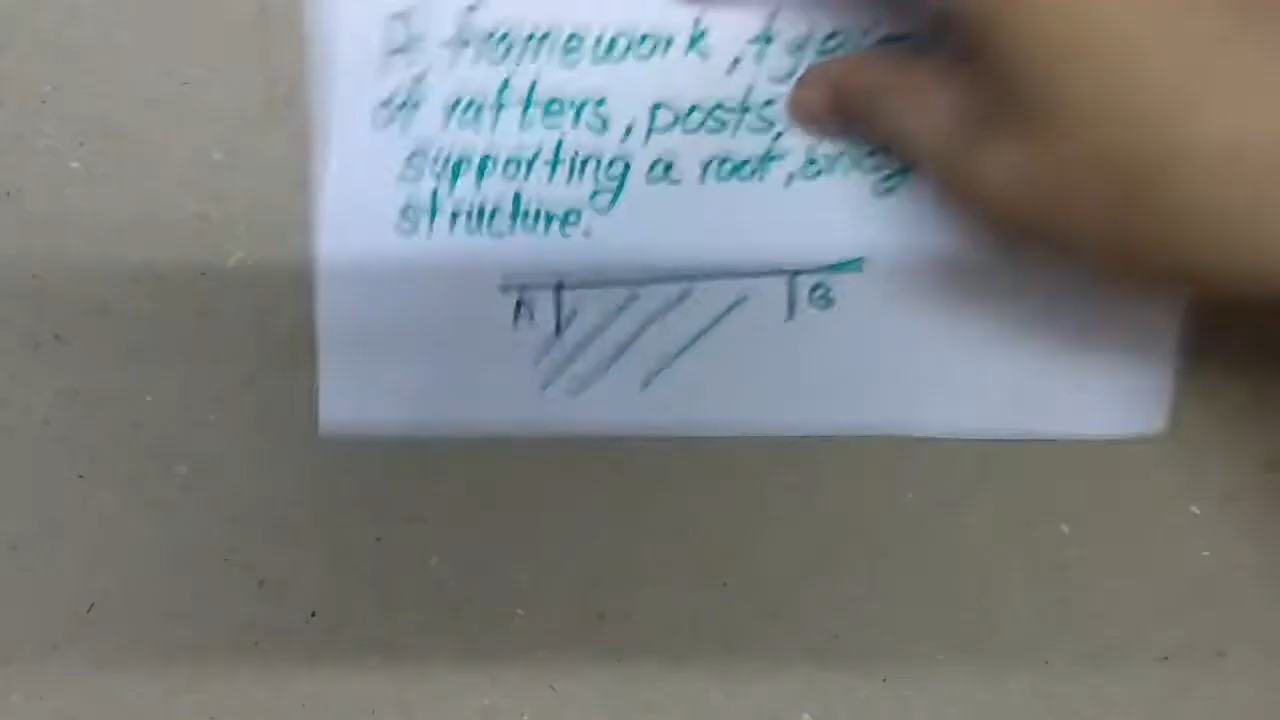 A framework,
of rafters, posts,
supporting a roof,
structure.
A B